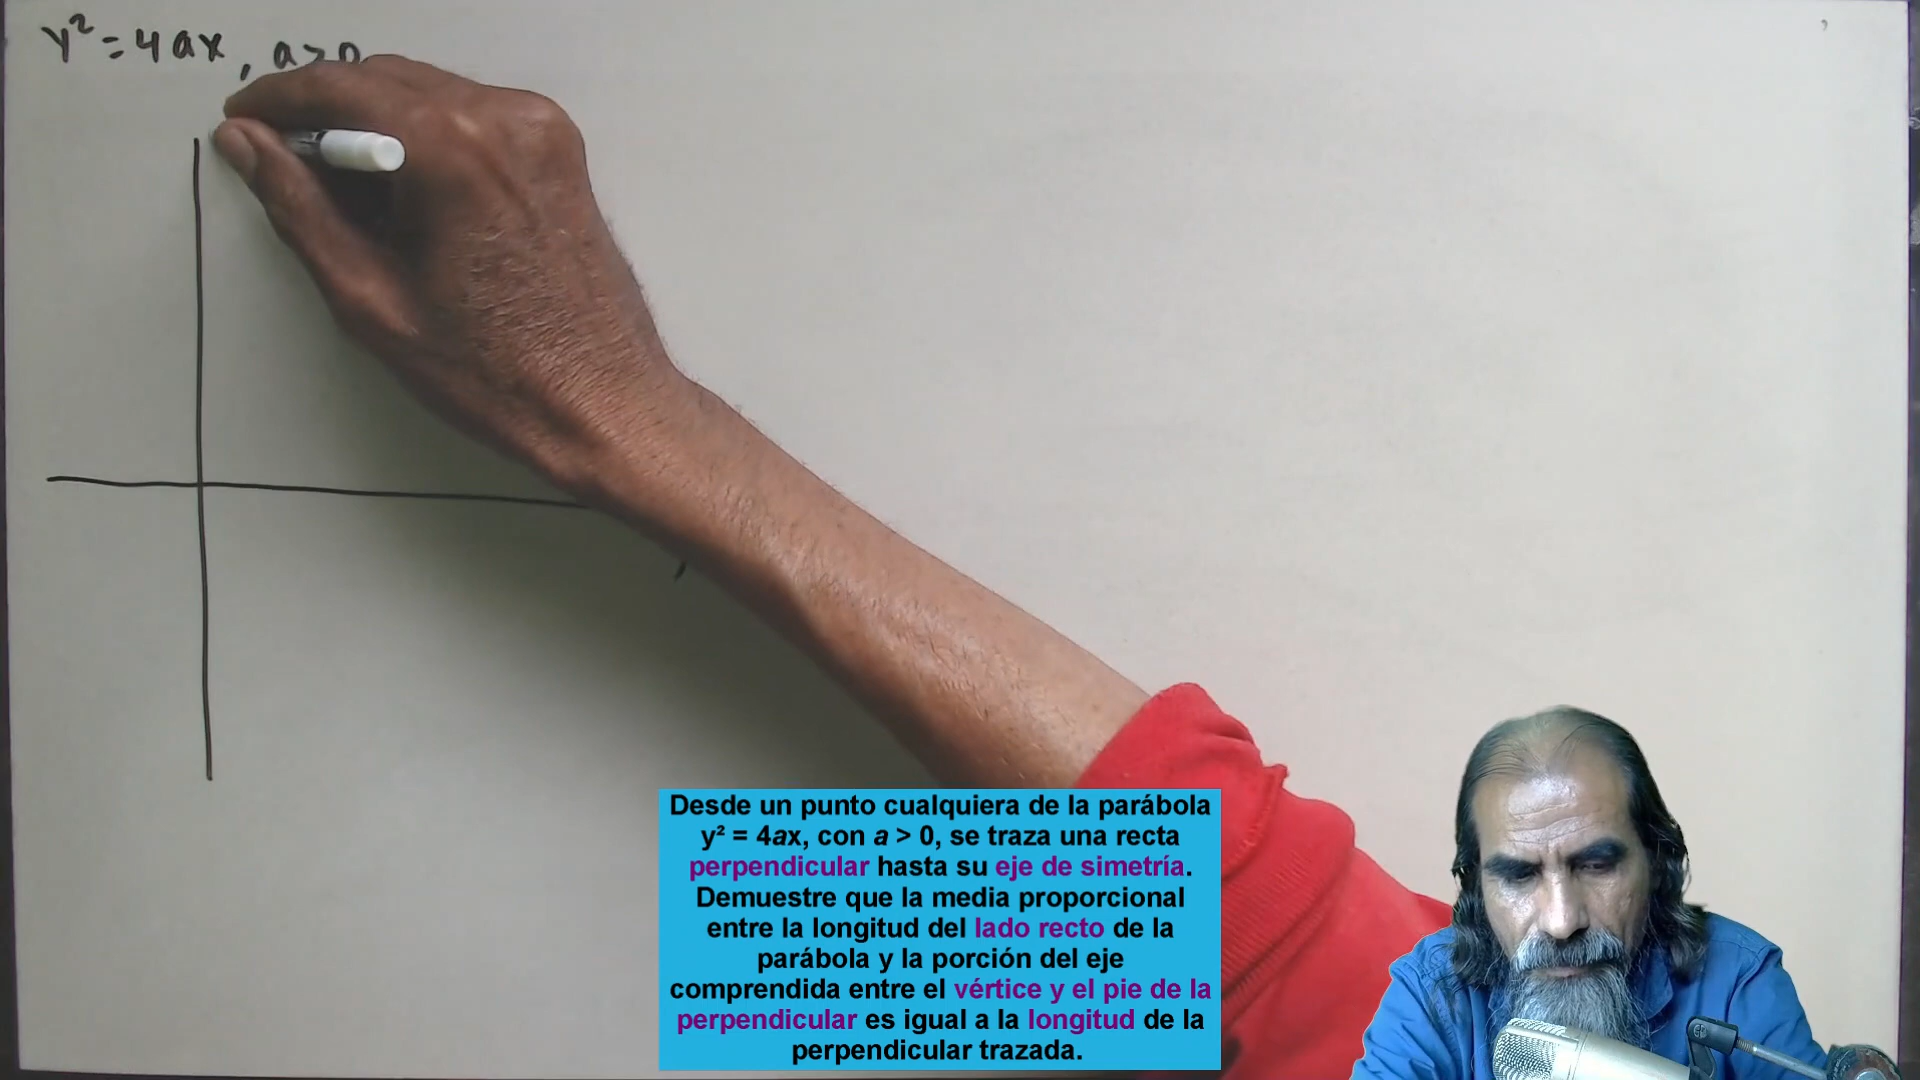 y² = 4ax, a>0
Desde un punto cualquiera de la parábola
y² = 4ax, con a > 0, se traza una recta
perpendicular hasta su eje de simetría.
Demuestre que la media proporcional
entre la longitud del lado recto de la
parábola y la porción del eje
comprendida entre el vértice y el pie de la
perpendicular es igual a la longitud de la
perpendicular trazada.